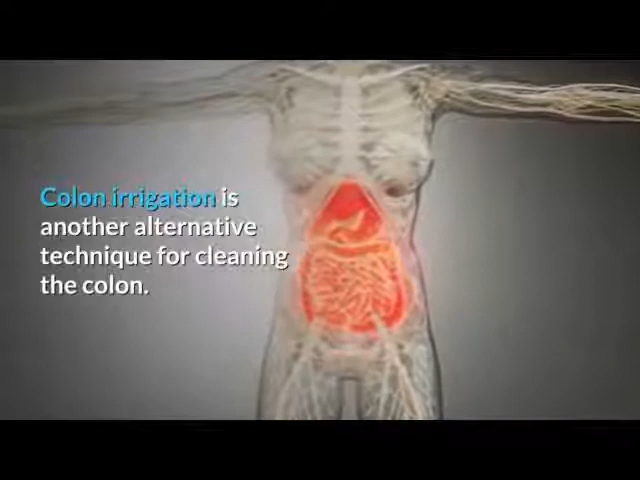 Colon irrigation is
another alternative
technique for cleaning
the colon.